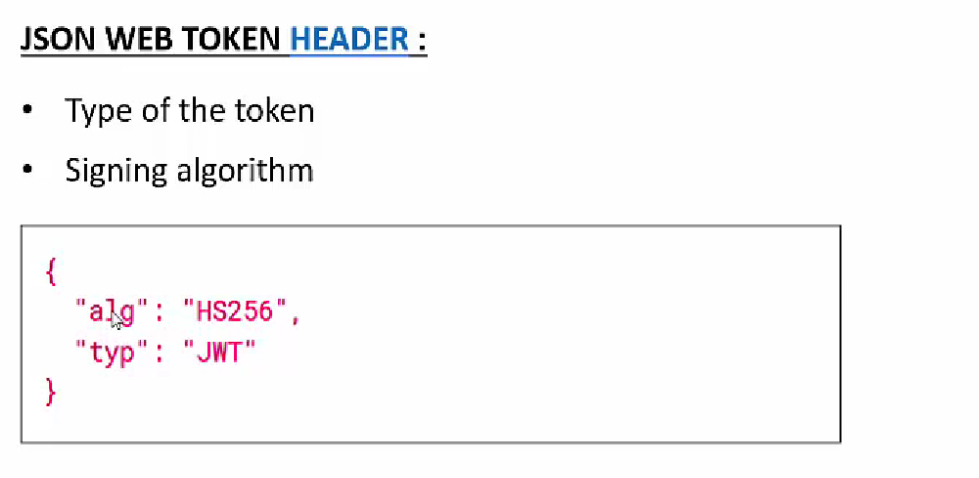 JSON WEB TOKEN HEADER :
• Type of the token
• Signing algorithm
{
"alg": "HS256",
"typ": "JWT"
}